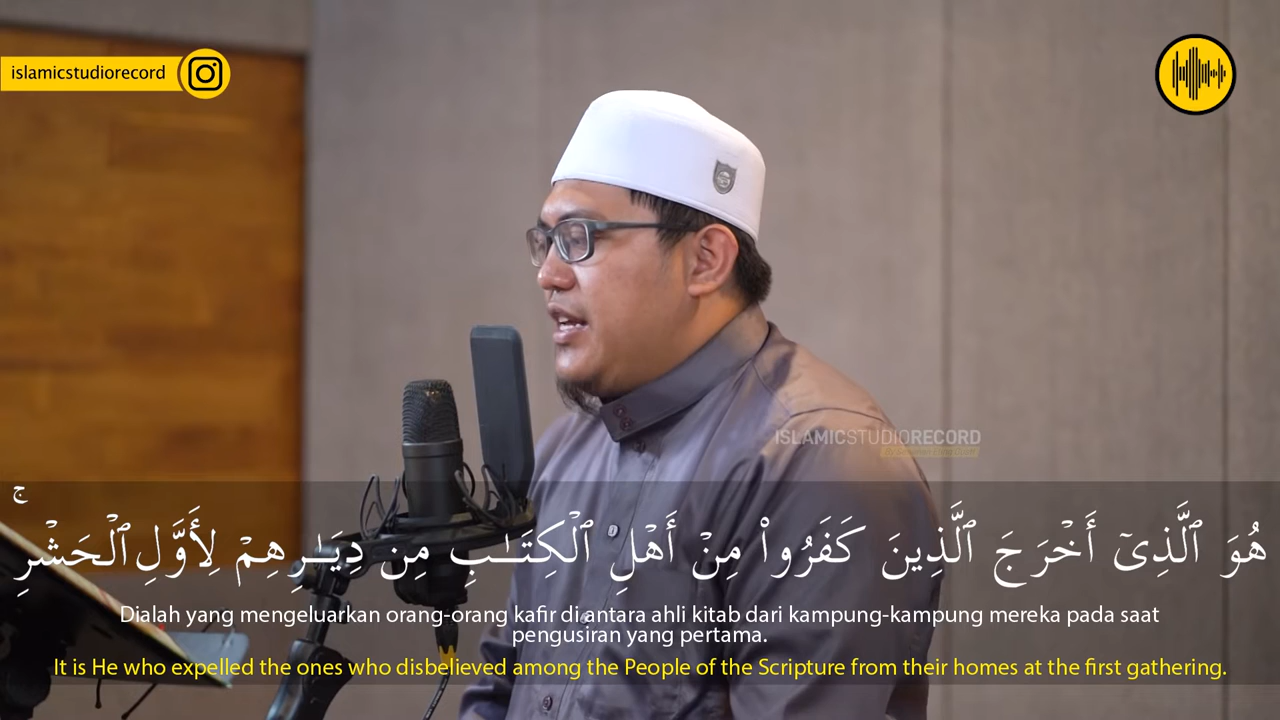 islamicstudiorecord
ISLAMICSTUDIORECORD
هُوَ ٱلَّذِىٓ أَخْرَجَ ٱلَّذِينَ كَفَرُوا۟ مِنْ أَهْلِ ٱلْكِتَـٰبِ مِن دِيَـٰرِهِمْ لِأَوَّلِ ٱلْحَشْرِ ۚ
Dialah yang mengeluarkan orang-orang kafir di antara ahli kitab dari kampung-kampung mereka pada saat
pengusiran yang pertama.
It is He who expelled the ones who disbelieved among the People of the Scripture from their homes at the first gathering.